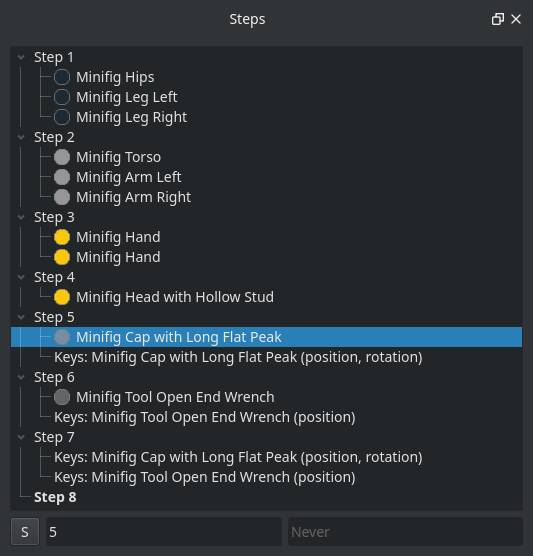 Steps
Step 1
Minifig Hips
Minifig Leg Left
Minifig Leg Right
Step 2
Minifig Torso
Minifig Arm Left
Minifig Arm Right
Step 3
Minifig Hand
Minifig Hand
Step 4
Minifig Head with Hollow Stud
Step 5
Minifig Cap with Long Flat Peak
Keys: Minifig Cap with Long Flat Peak (position, rotation)
Step 6
Minifig Tool Open End Wrench
Keys: Minifig Tool Open End Wrench (position)
Step 7
Keys: Minifig Cap with Long Flat Peak (position, rotation)
Keys: Minifig Tool Open End Wrench (position)
Step 8
S 5 Never